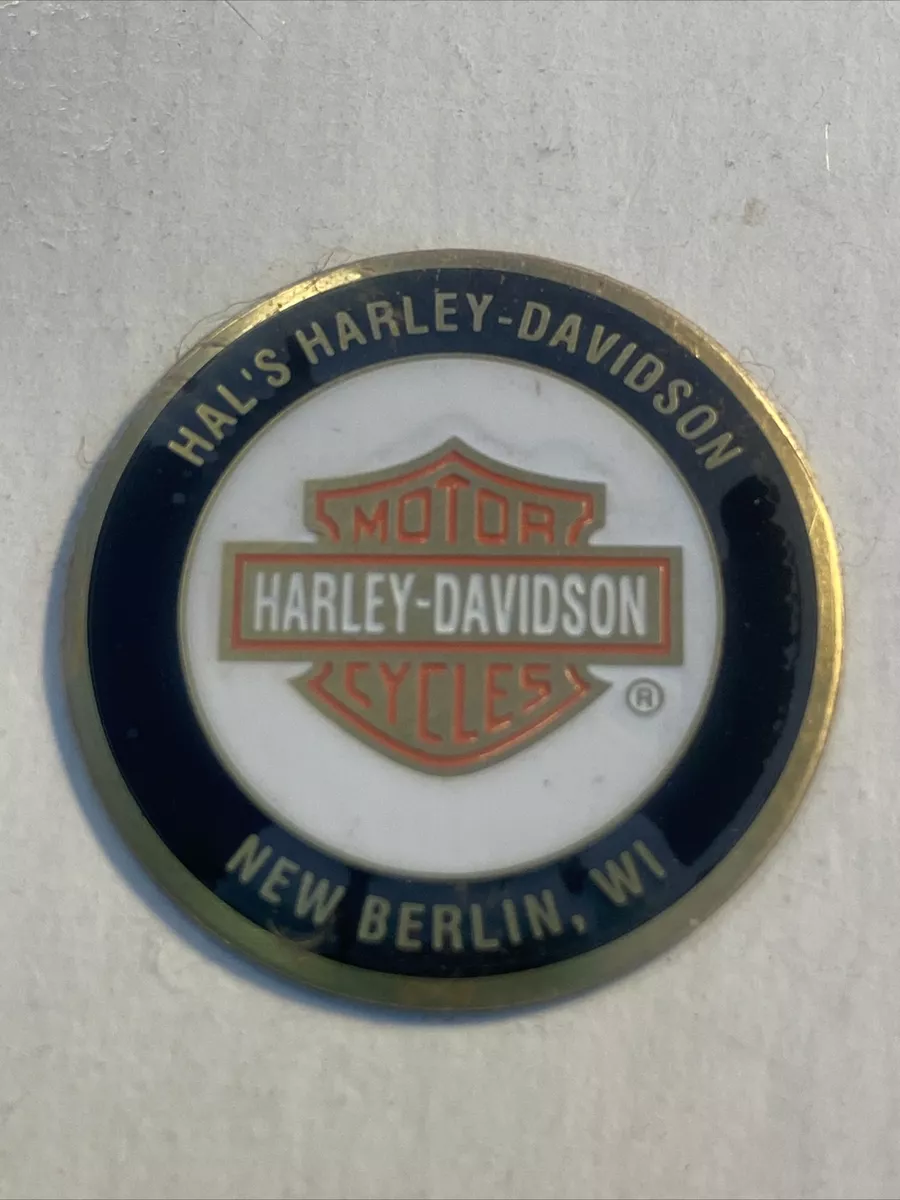 HAL'S HARLEY-DAVIDSON
MOTOR
HARLEY-DAVIDSON
CYCLES
®
NEW BERLIN, WI